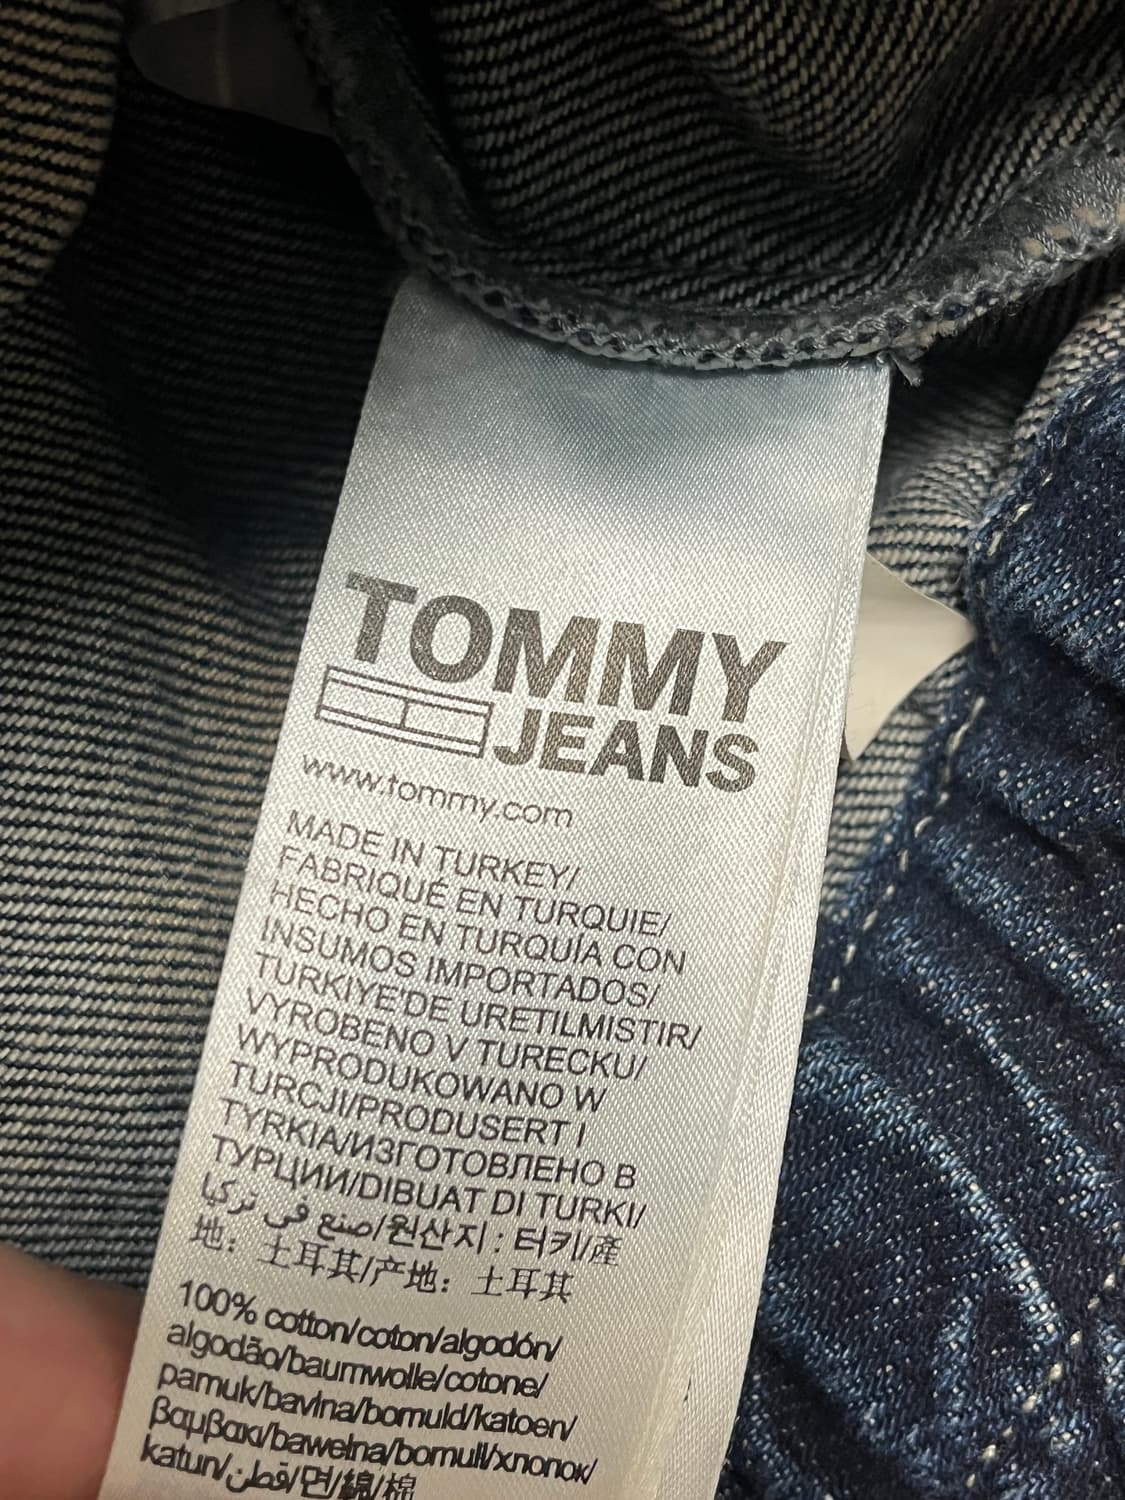 TOMMY
JEANS
www.tommy.com
MADE IN TURKEY/
FABRIQUÉ EN TURQUIE/
HECHO EN TURQUÍA CON
INSUMOS IMPORTADOS/
TURKIYE'DE URETILMISTIR/
VYROBENO V TURECKU/
WYPRODUKOWANO W
TURCJI/PRODUSERT I
TYRKIA/ИЗГОТОВЛЕНО В
ТУРЦИИ/DIBUAT DI TURKI/
صنع في تركيا/원산지 : 터키/產
地：土耳其/产地：土耳其
100% cotton/coton/algodón/
algodão/baumwolle/cotone/
pamuk/bavlna/bomuld/katoen/
βαμβακι/bawełna/bomull/хлопок/
katun/قطن/면/綿/棉